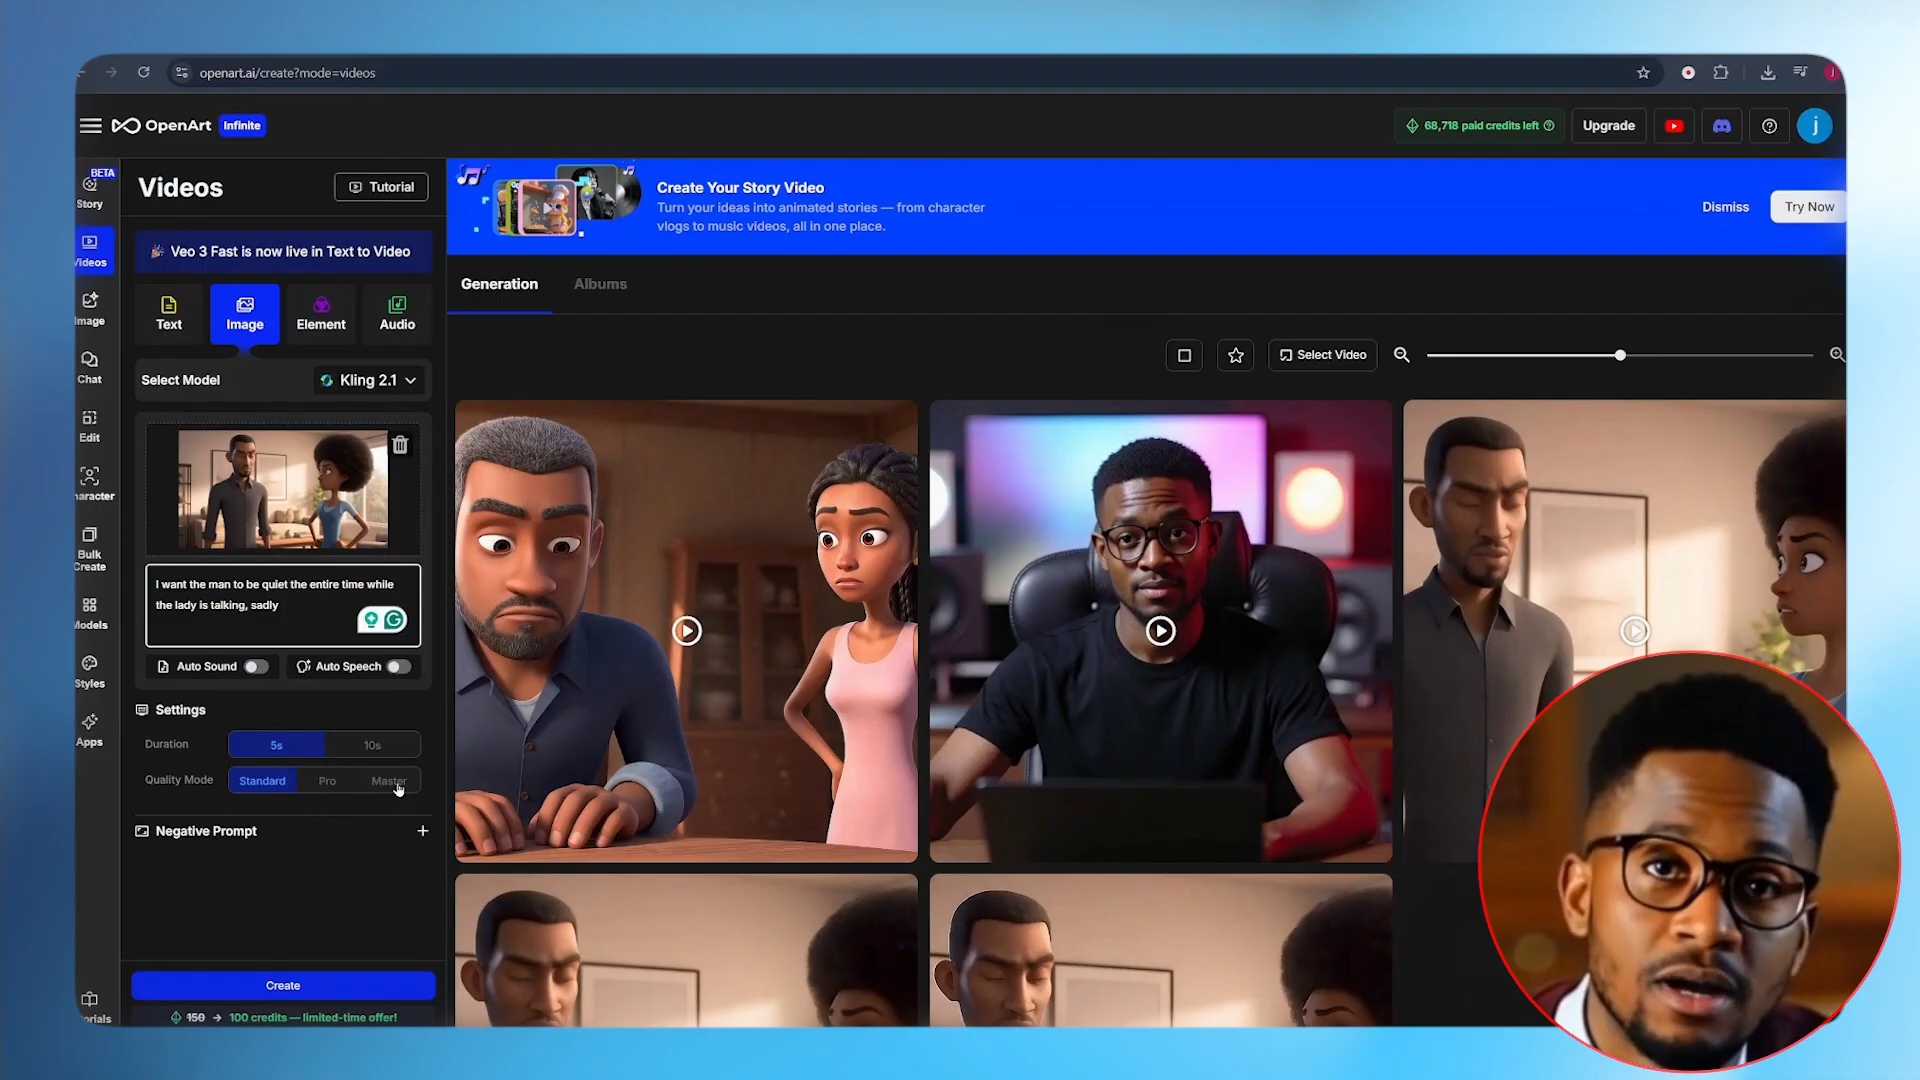 openart.ai/create?mode=videos
J
OpenArt
Infinite
68,718 paid credits left
Upgrade
j
BETA
Story
Videos
Image
Chat
Edit
haracter
Bulk
Create
Models
Styles
Apps
orials
Videos
Tutorial
Veo 3 Fast is now live in Text to Video
Text
Image
Element
Audio
Select Model
Kling 2.1
I want the man to be quiet the entire time while
the lady is talking, sadly
Auto Sound
Auto Speech
Settings
Duration
5s
10s
Quality Mode
Standard
Pro
Master
Negative Prompt
Create
150 → 100 credits — limited-time offer!
Create Your Story Video
Turn your ideas into animated stories — from character
vlogs to music videos, all in one place.
Dismiss
Try Now
Generation
Albums
Select Video